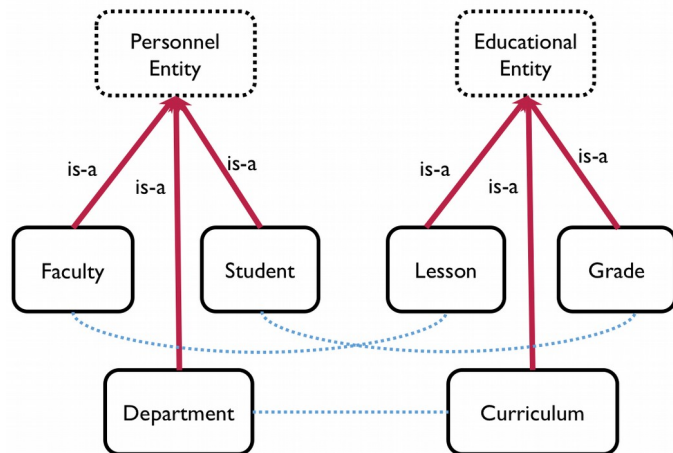 Personnel
Entity
Educational
Entity
is-a
is-a
is-a
is-a
is-a
is-a
Faculty
Student
Lesson
Grade
Department
Curriculum